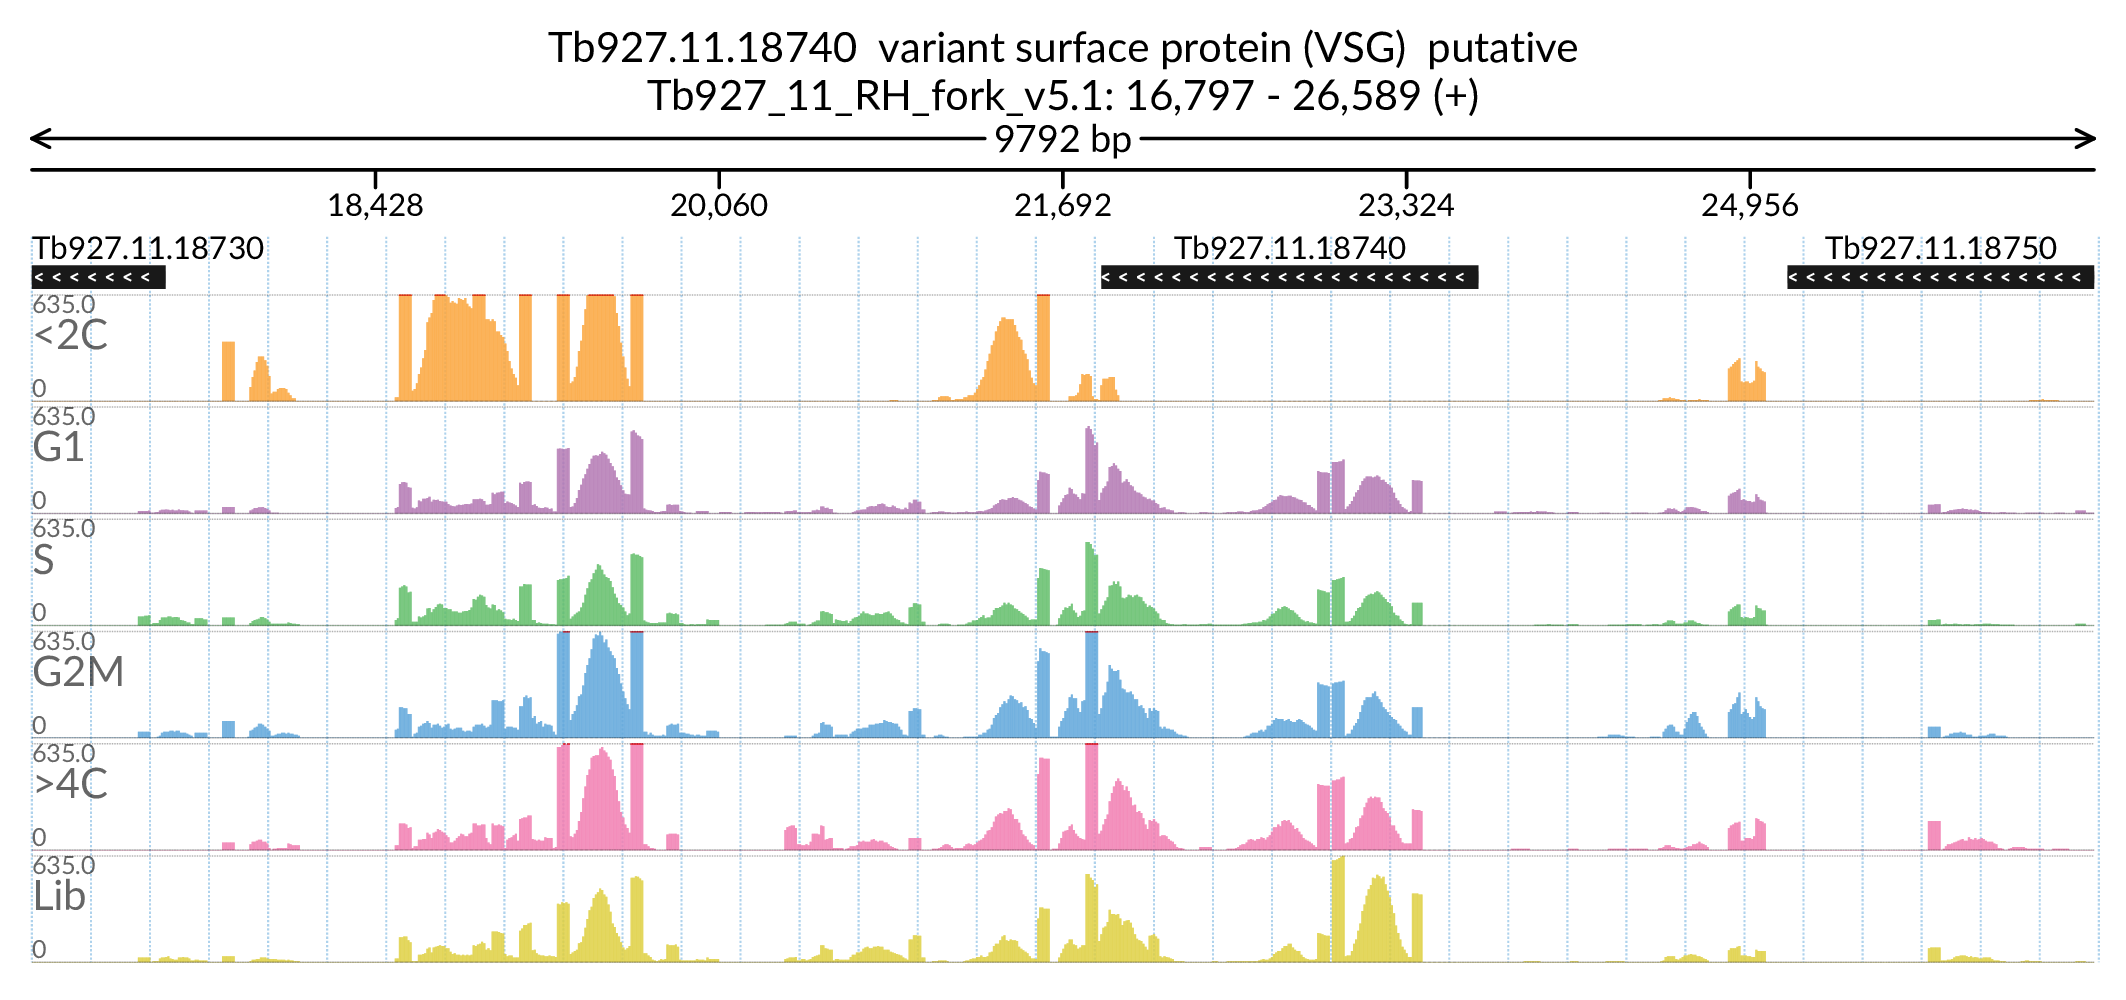 Tb927.11.18740  variant surface protein (VSG)  putative
Tb927_11_RH_fork_v5.1: 16,797 - 26,589 (+)
9792 bp
18,428 20,060 21,692 23,324 24,956
Tb927.11.18730 Tb927.11.18740 Tb927.11.18750
635.0
<2C
0
635.0
G1
0
635.0
S
0
635.0
G2M
0
635.0
>4C
0
635.0
Lib
0